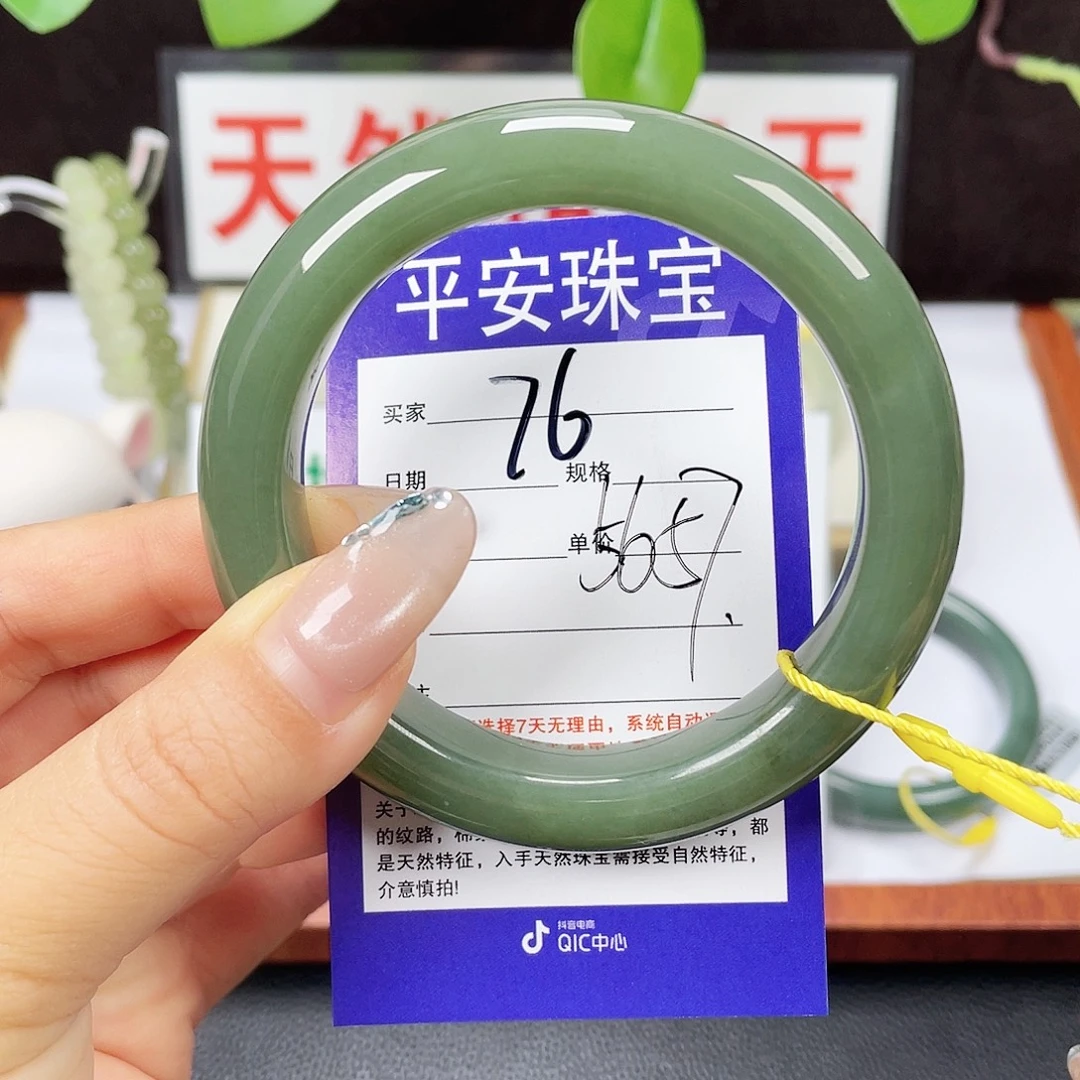 天然 玉
平安珠宝
买家 76
日期 规格
单价 5657.
选择7天无理由，系统自动
关于
的纹路，棉 等，都
是天然特征，入手天然珠宝需接受自然特征，
介意慎拍!
抖音电商
QIC中心